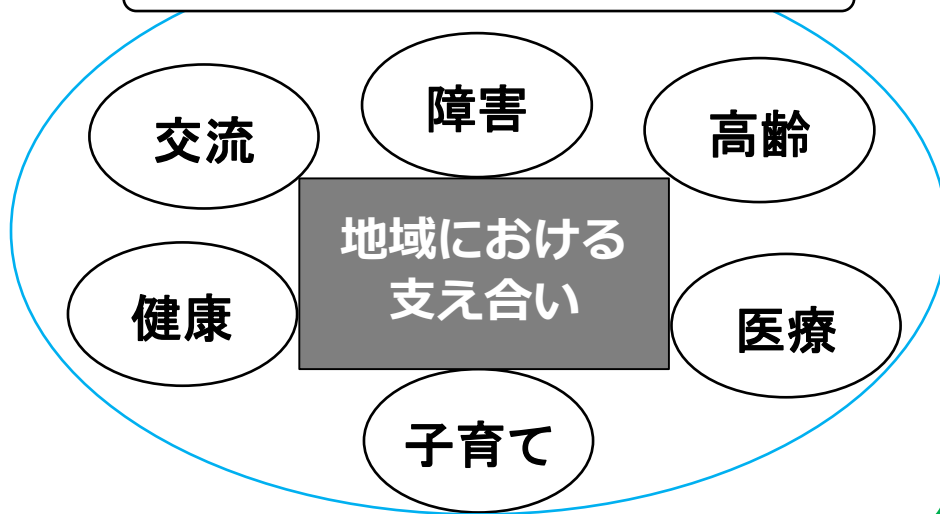 障害
交流
高齢
地域における
支え合い
健康
医療
子育て